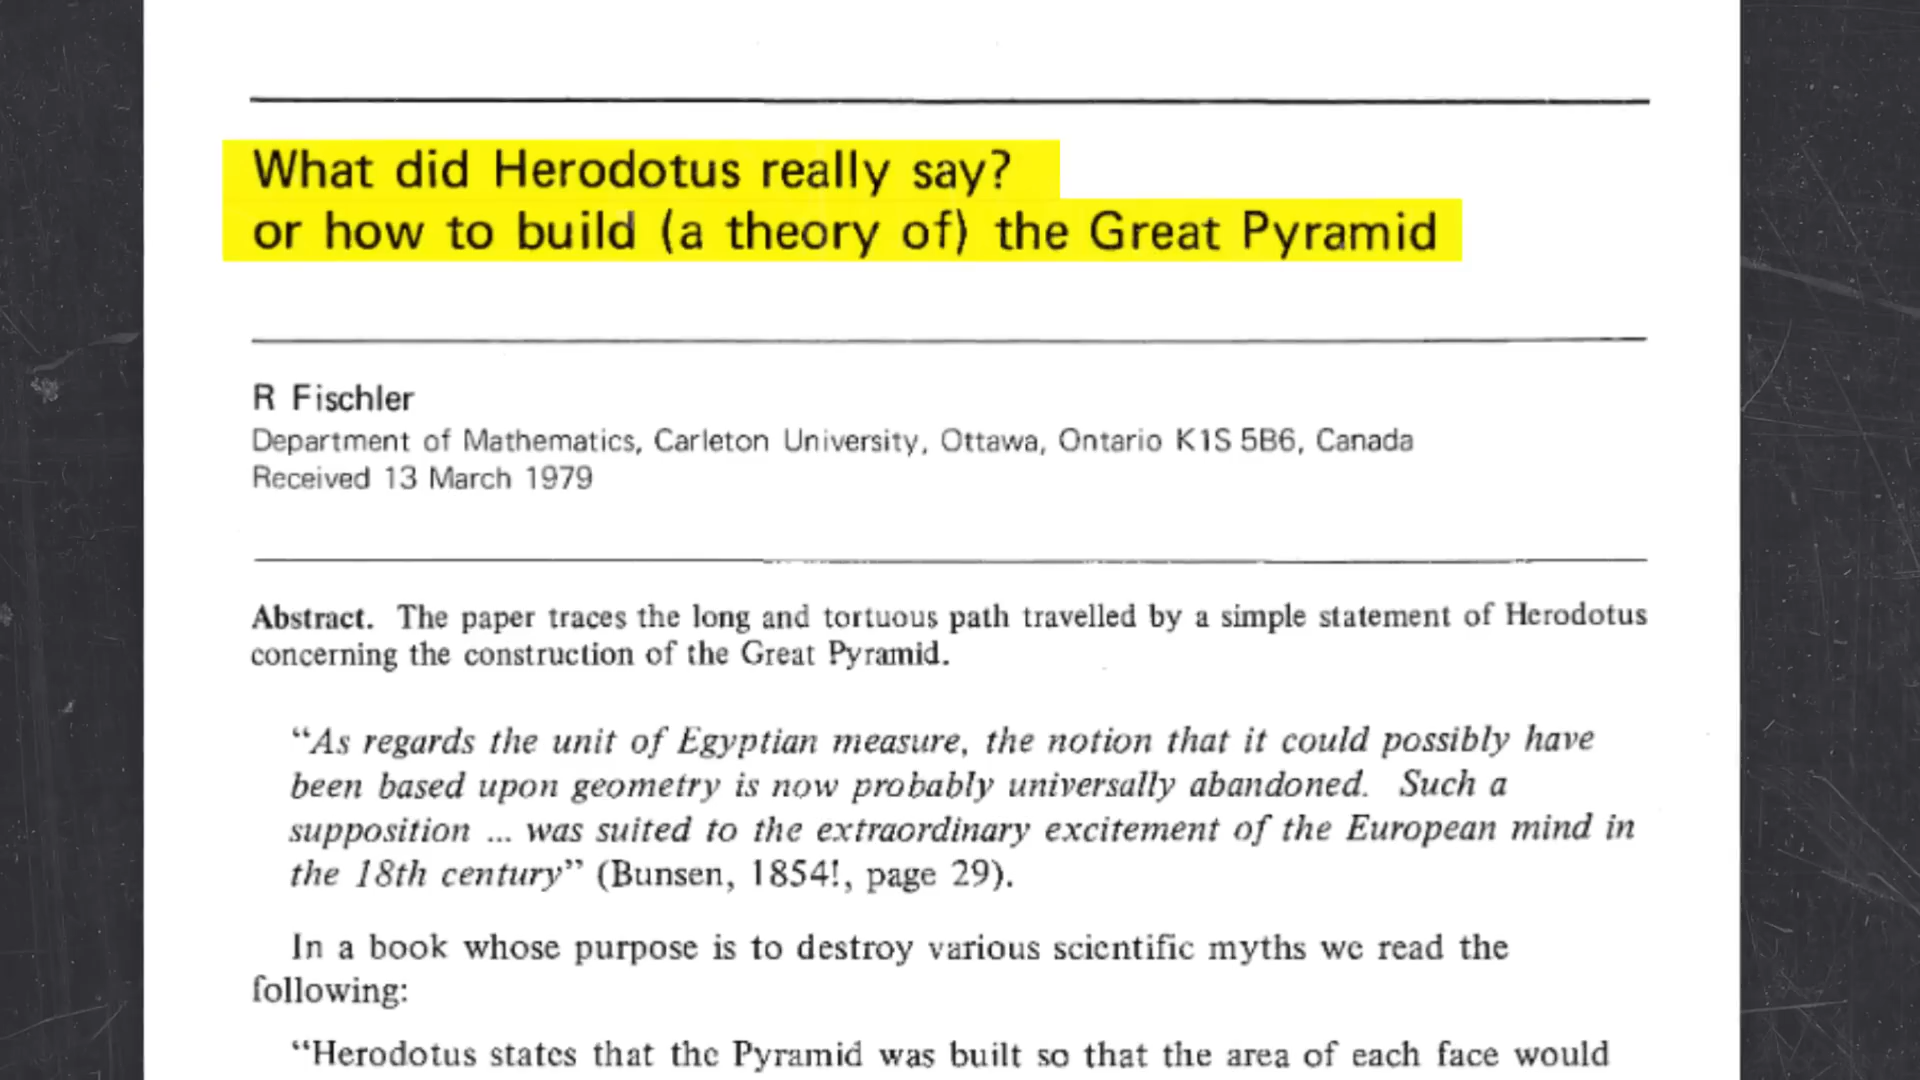 What did Herodotus really say?
or how to build (a theory of) the Great Pyramid
R Fischler
Department of Mathematics, Carleton University, Ottawa, Ontario K1S 5B6, Canada
Received 13 March 1979
Abstract. The paper traces the long and tortuous path travelled by a simple statement of Herodotus
concerning the construction of the Great Pyramid.
“As regards the unit of Egyptian measure, the notion that it could possibly have
been based upon geometry is now probably universally abandoned. Such a
supposition ... was suited to the extraordinary excitement of the European mind in
the 18th century” (Bunsen, 1854!, page 29).
In a book whose purpose is to destroy various scientific myths we read the
following:
“Herodotus states that the Pyramid was built so that the area of each face would